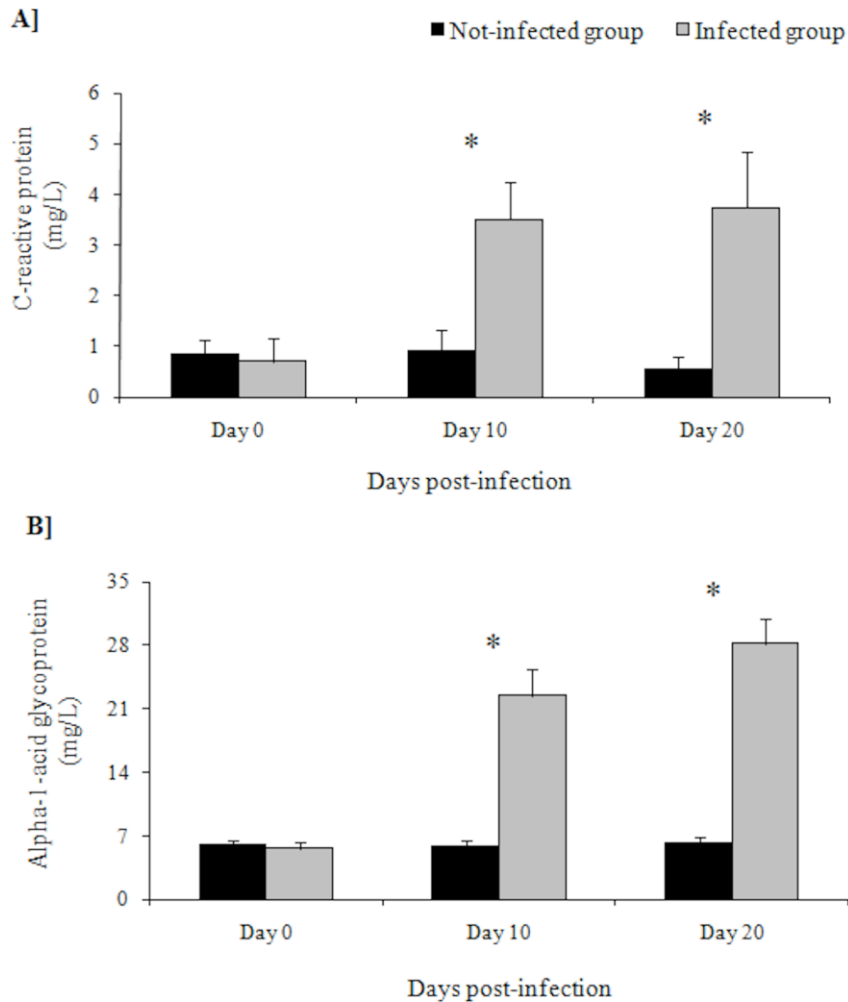 A]
Not-infected group Infected group
6
5
4
3
2
1
0
C-reactive protein
(mg/L)
*
*
Day 0 Day 10 Day 20
Days post-infection
B]
35
28
21
14
7
0
Alpha-1-acid glycoprotein
(mg/L)
*
*
Day 0 Day 10 Day 20
Days post-infection